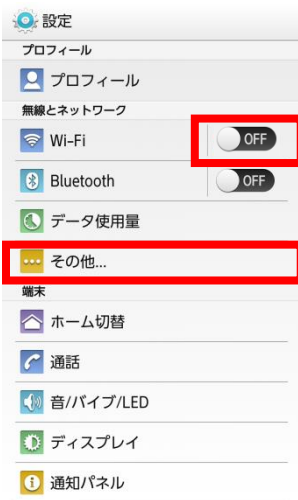 設定
プロフィール
プロフィール
無線とネットワーク
Wi-Fi OFF
Bluetooth OFF
データ使用量
その他...
端末
ホーム切替
通話
音/バイブ/LED
ディスプレイ
通知パネル